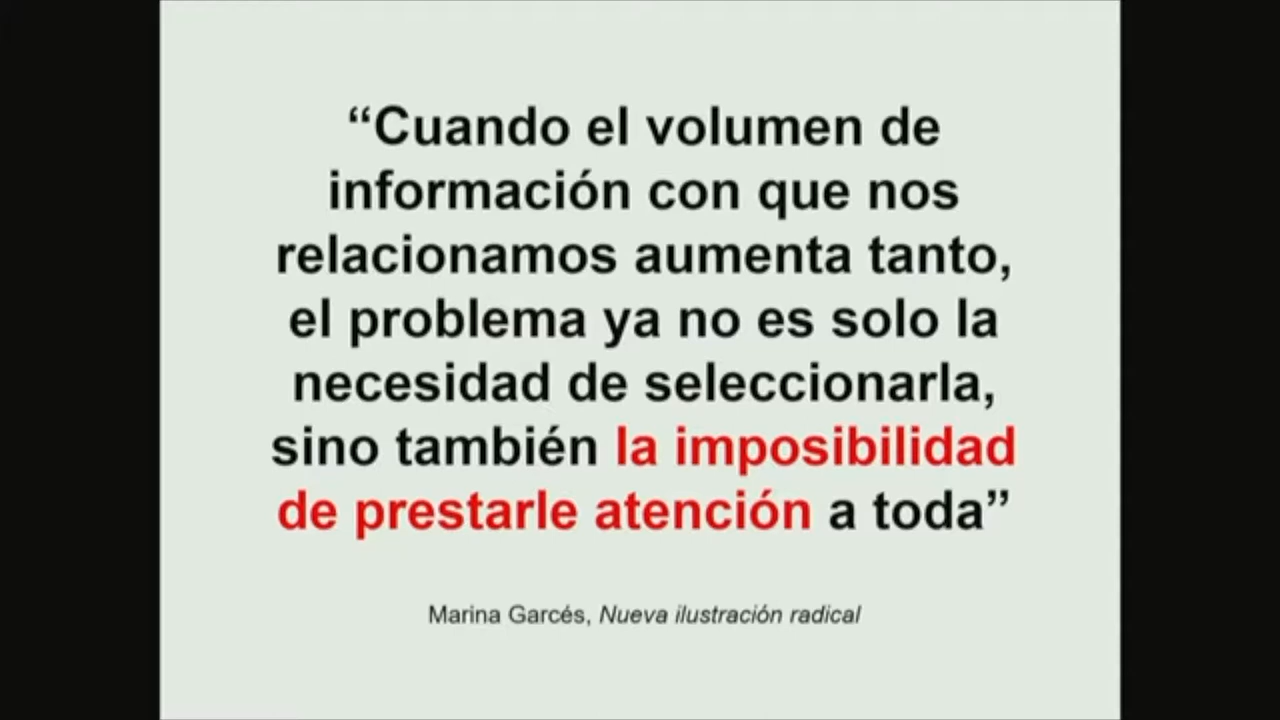 “Cuando el volumen de
información con que nos
relacionamos aumenta tanto,
el problema ya no es solo la
necesidad de seleccionarla,
sino también la imposibilidad
de prestarle atención a toda”
Marina Garcés, Nueva ilustración radical